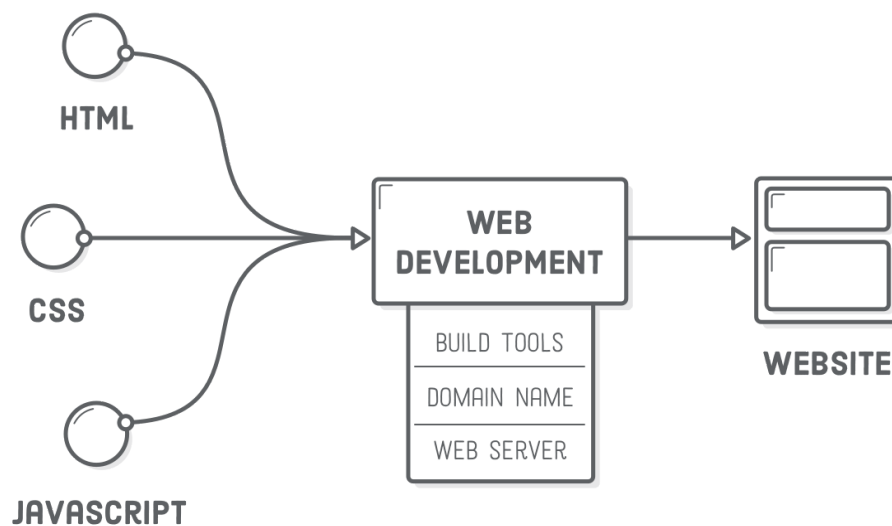 HTML
CSS
JAVASCRIPT
WEB
DEVELOPMENT
BUILD TOOLS
DOMAIN NAME
WEB SERVER
WEBSITE